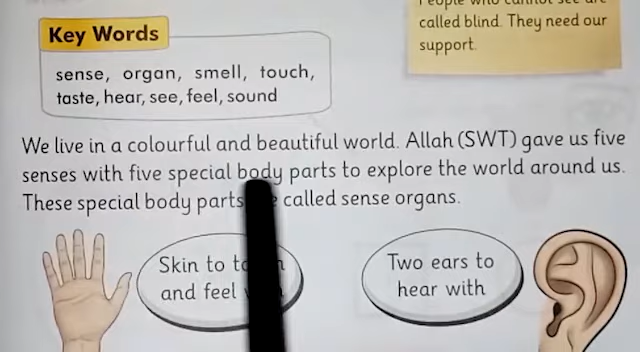 People who cannot see are
called blind. They need our
support.
Key Words
sense, organ, smell, touch,
taste, hear, see, feel, sound
We live in a colourful and beautiful world. Allah (SWT) gave us five
senses with five special body parts to explore the world around us.
These special body parts called sense organs.
Skin to
and feel
Two ears to
hear with